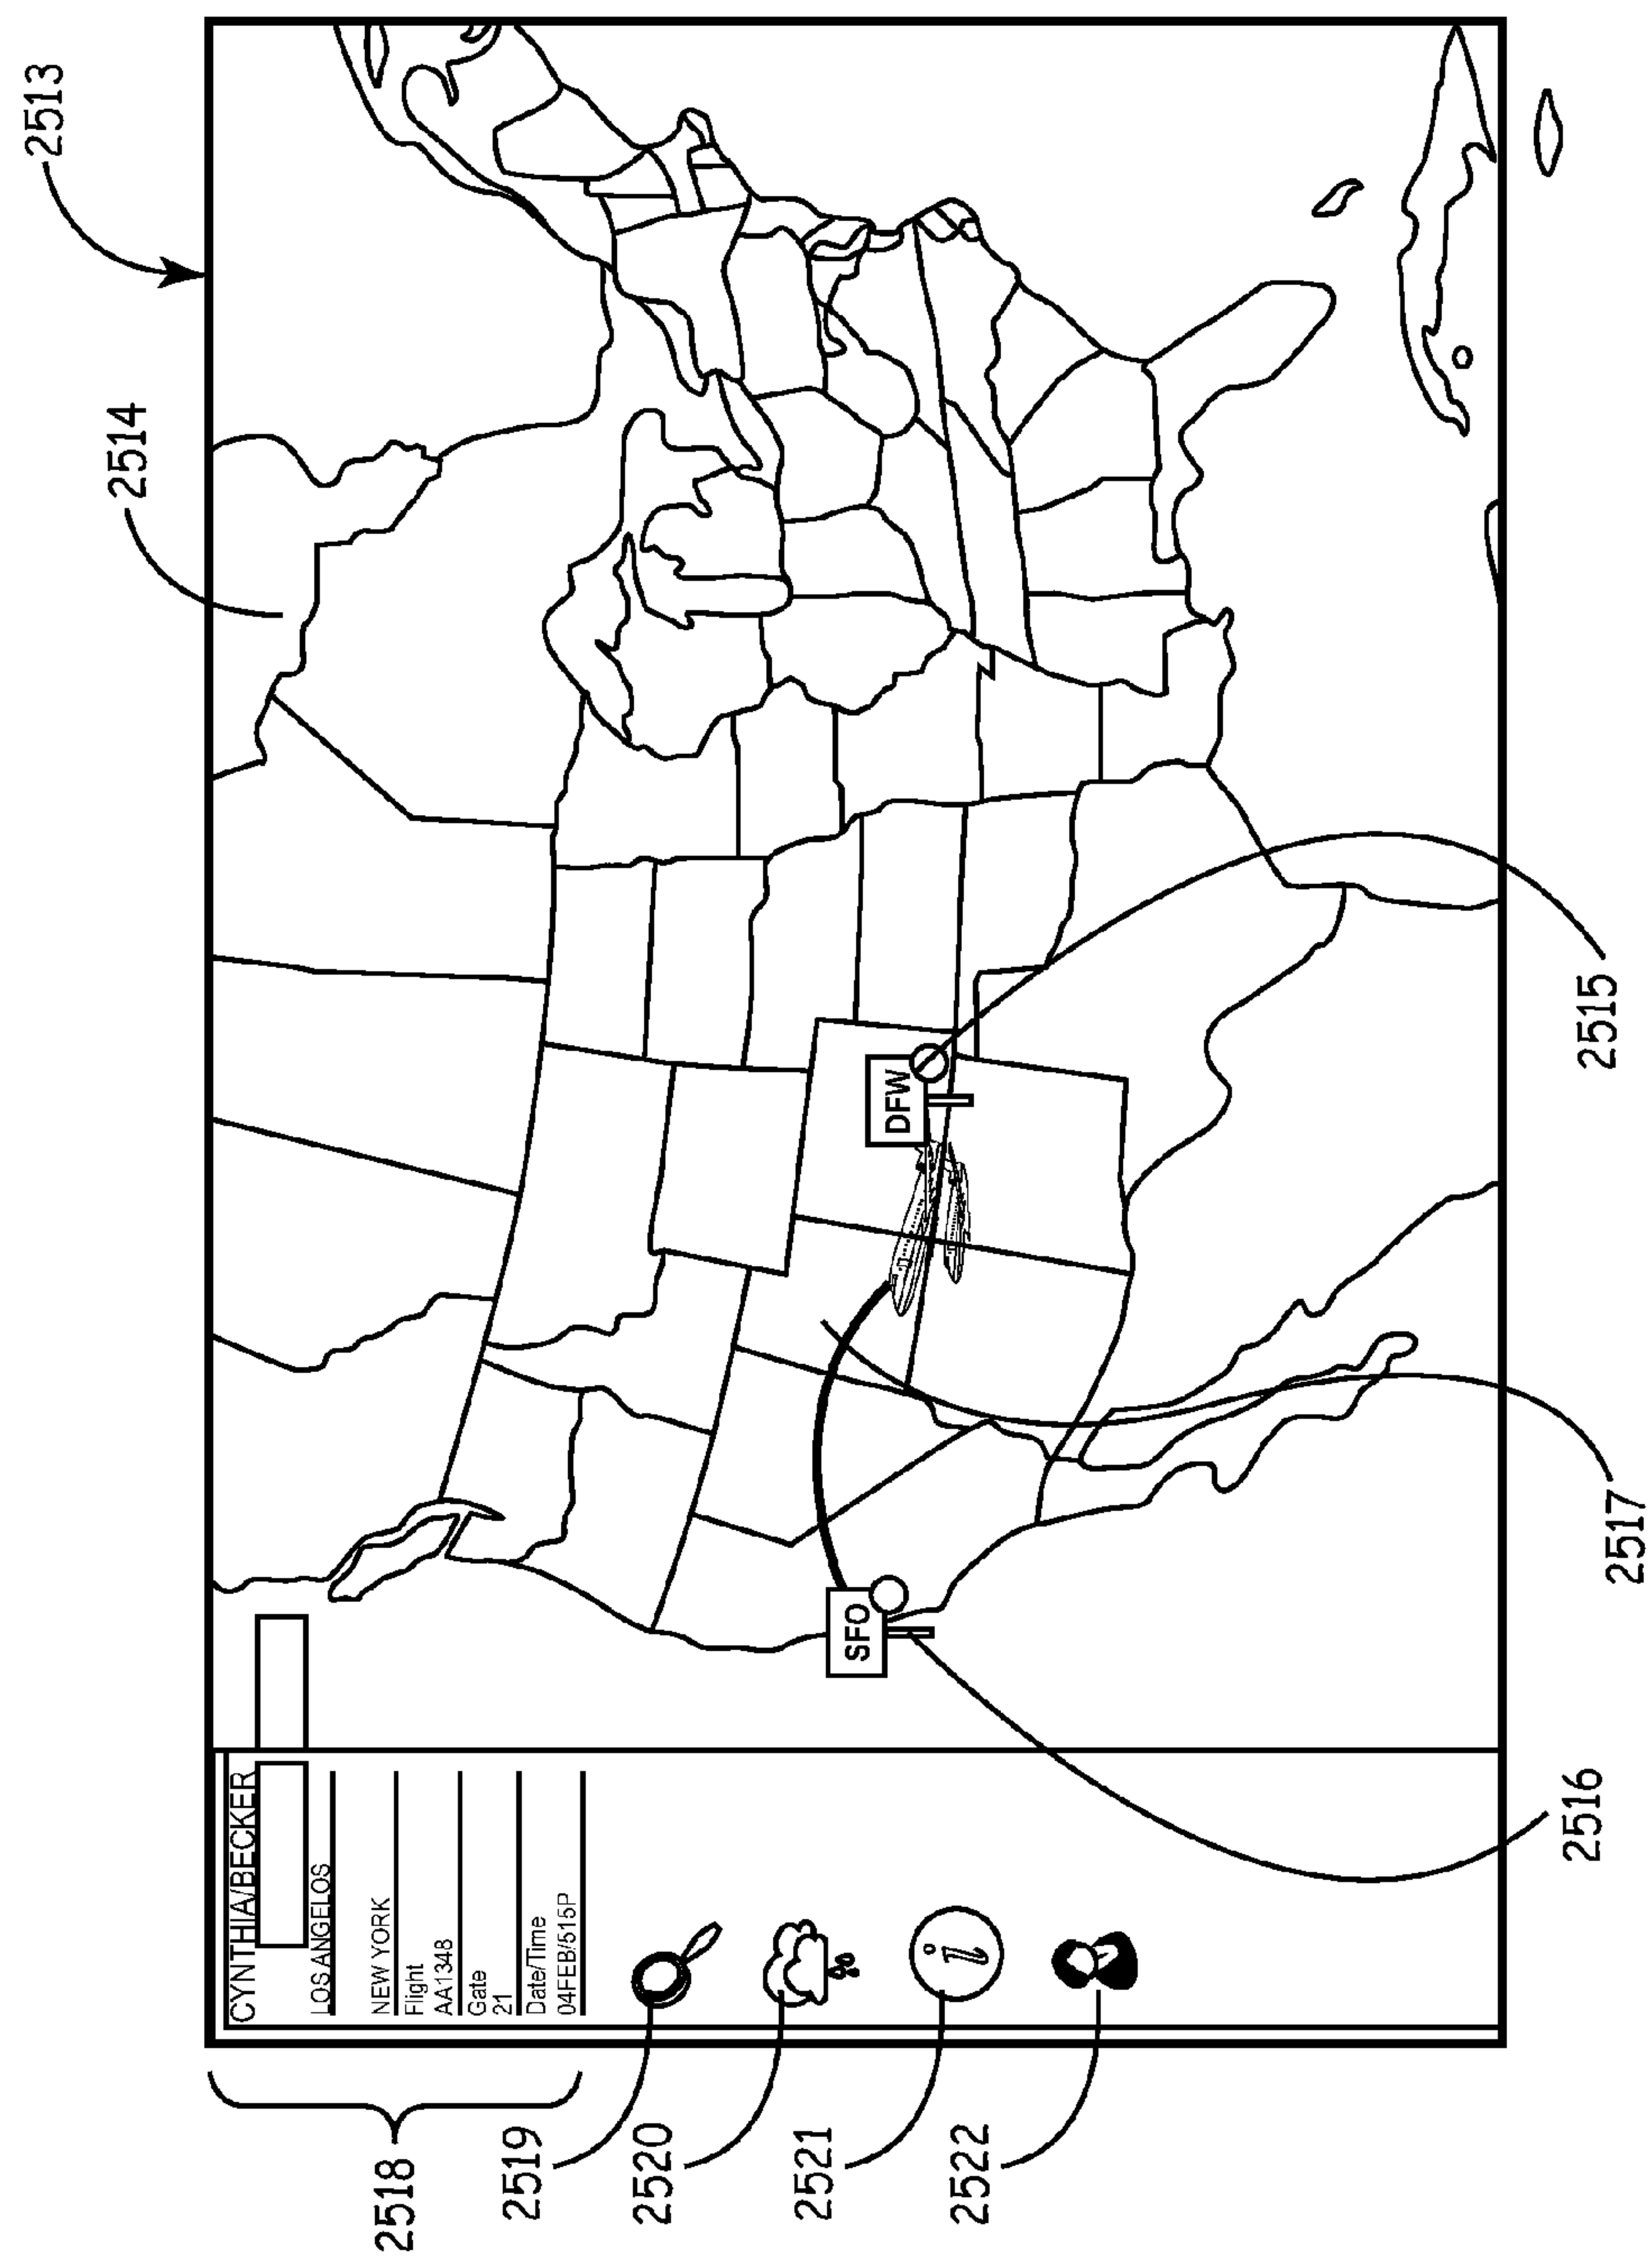 2513
2514
CYNTHIA/BECKER
LOS ANGELOS
NEW YORK
Flight
AA1348
Gate
21
Date/Time
04FEB/515P
SFO
DFW
2518
2519
2520
2521
i
2522
2516
2517
2515